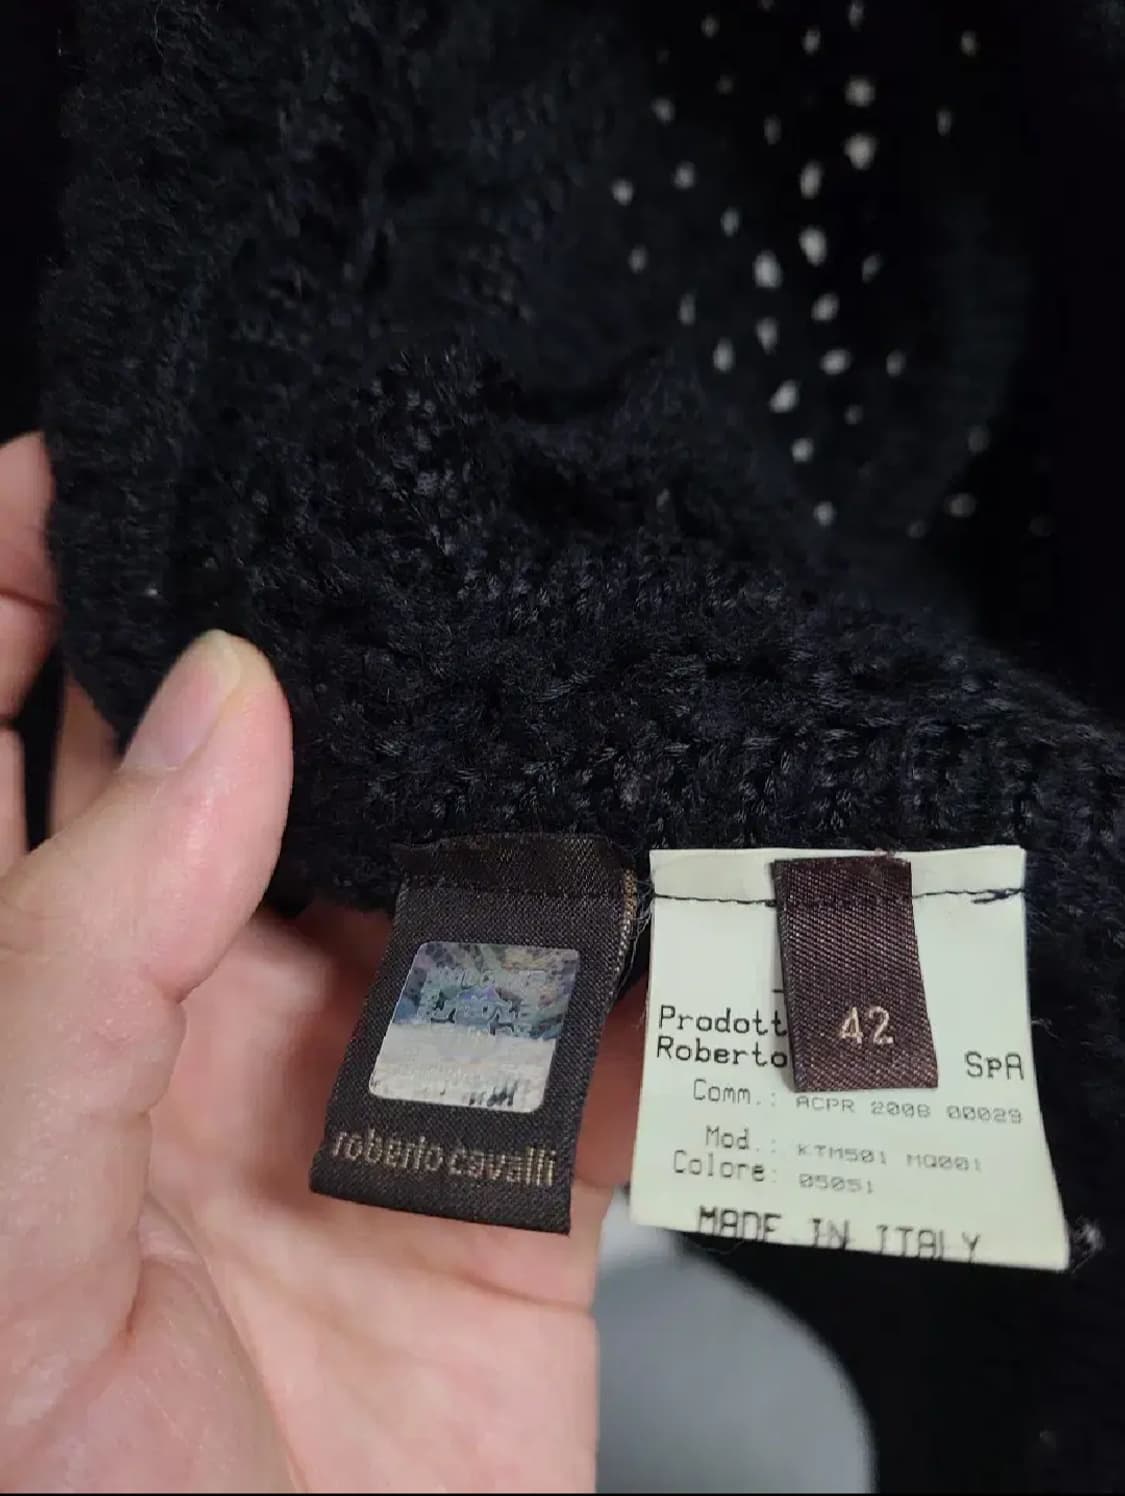 roberto cavalli
42
Prodott
Roberto SpA
Comm.: ACPR 2008 00029
Mod.: KTM501 MQ001
Colore: 05051
MADE IN ITALY